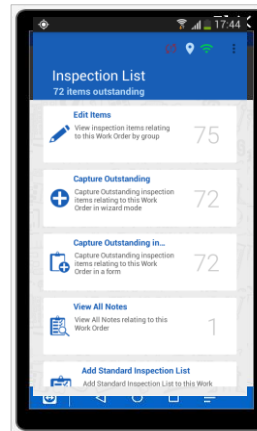 17:44
Inspection List
72 items outstanding
Edit Items
View inspection items relating
to this Work Order by group
75
Capture Outstanding
Capture Outstanding inspection
items relating to this Work
Order in wizard mode
72
Capture Outstanding in...
Capture Outstanding inspection
items relating to this Work
Order in a form
72
View All Notes
View All Notes relating to this
Work Order
1
Add Standard Inspection List
Add Standard Inspection List to this Work